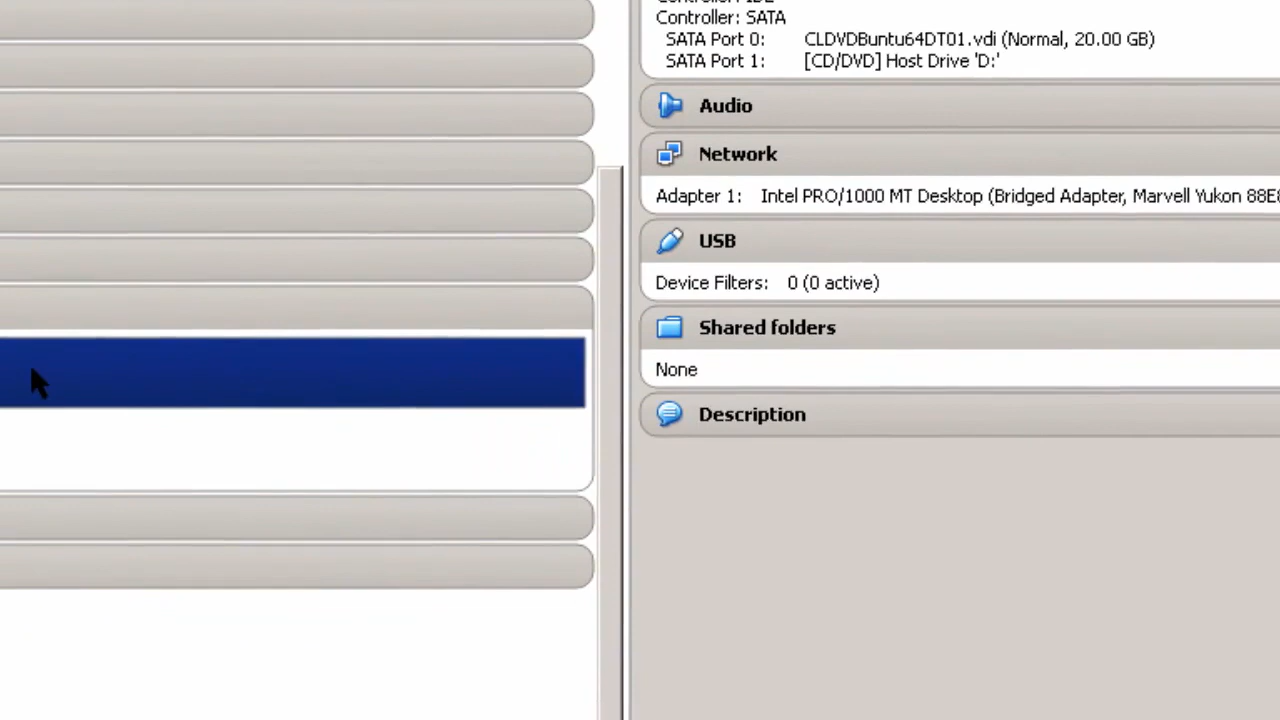 Controller: IDE
Controller: SATA
SATA Port 0: CLDVDBuntu64DT01.vdi (Normal, 20.00 GB)
SATA Port 1: [CD/DVD] Host Drive 'D:'
Audio
Network
Adapter 1: Intel PRO/1000 MT Desktop (Bridged Adapter, Marvell Yukon
USB
Device Filters: 0 (0 active)
Shared folders
None
Description